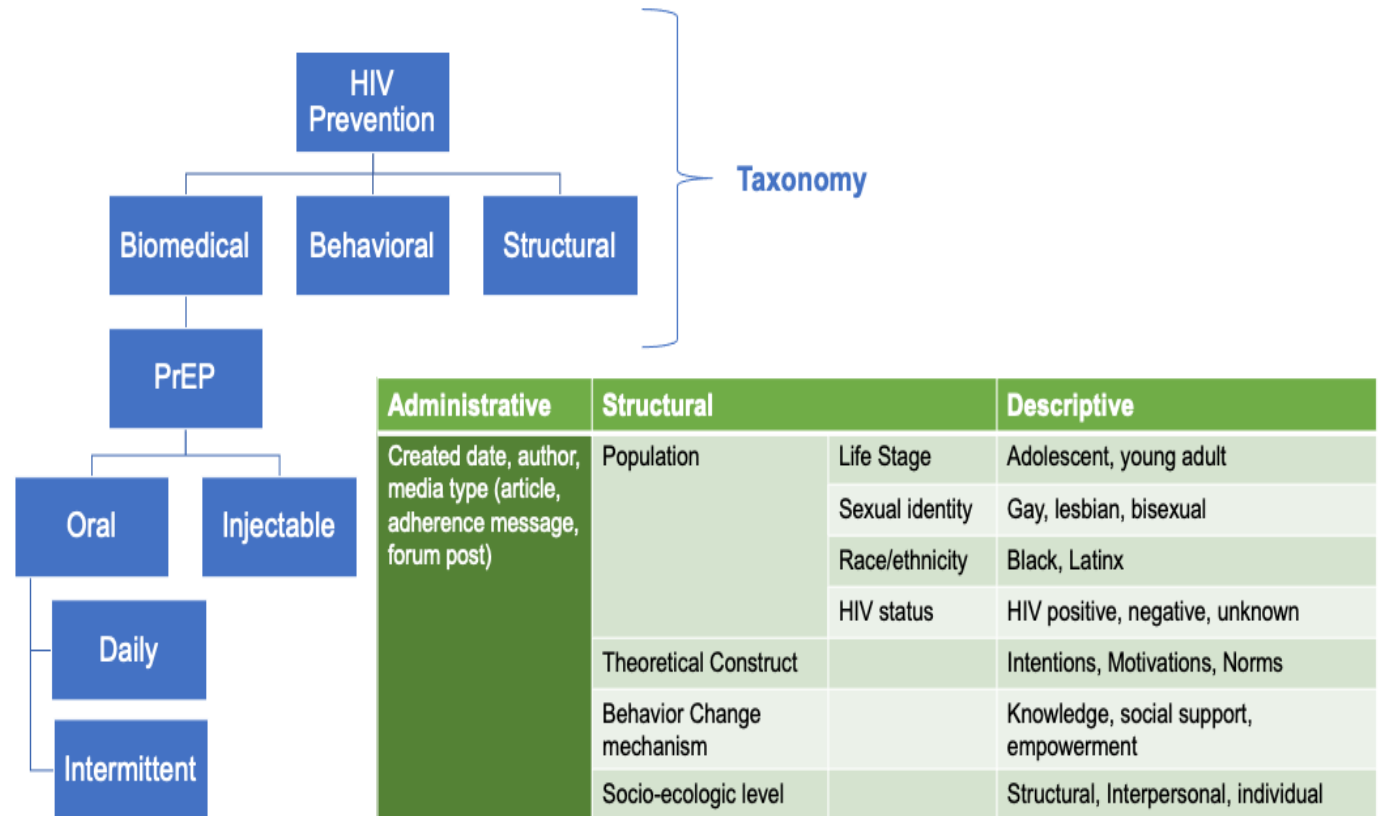 HIV
Prevention
Taxonomy
Biomedical
Behavioral
Structural
PrEP
Oral
Injectable
Daily
Intermittent
Administrative
Structural
Descriptive
Created date, author,
media type (article,
adherence message,
forum post)
Population
Life Stage
Adolescent, young adult
Sexual identity
Gay, lesbian, bisexual
Race/ethnicity
Black, Latinx
HIV status
HIV positive, negative, unknown
Theoretical Construct
Intentions, Motivations, Norms
Behavior Change
mechanism
Knowledge, social support,
empowerment
Socio-ecologic level
Structural, Interpersonal, individual